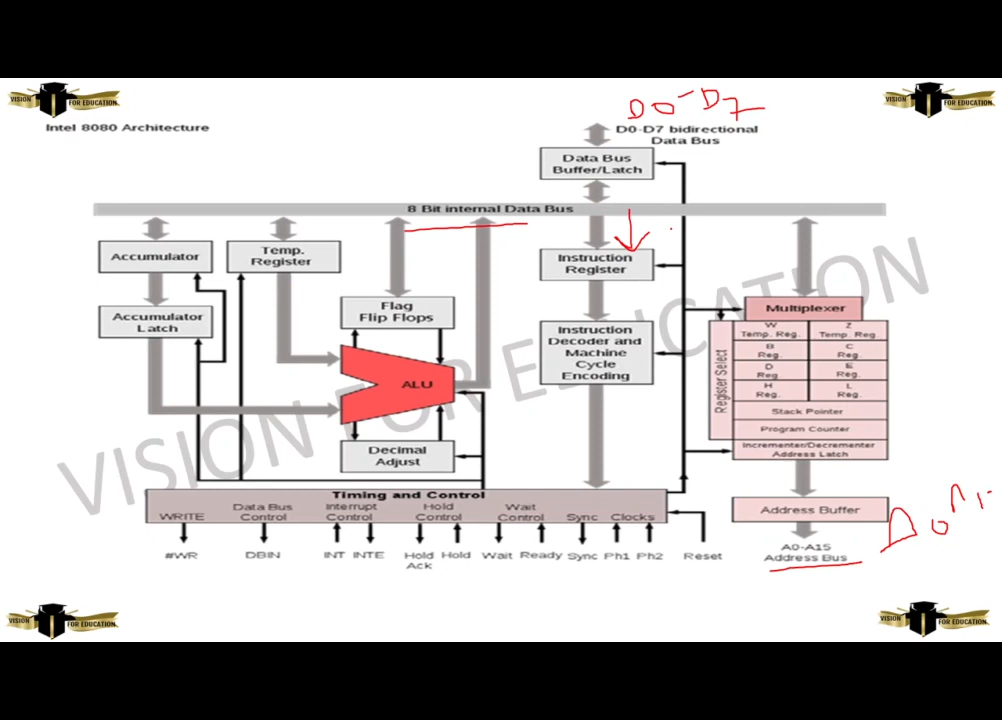 VISION FOR EDUCATION.
VISION FOR EDUCATION.
D0-D7
Intel 8080 Architecture
D0-D7 bidirectional
Data Bus
Data Bus
Buffer/Latch
8 Bit internal Data Bus
Accumulator
Temp.
Register
Instruction
Register
Accumulator
Latch
Flag
Flip Flops
Instruction
Decoder and
Machine
Cycle
Encoding
ALU
Decimal
Adjust
Multiplexer
Register Select
W
Temp. Reg.
Z
Temp. Reg.
B
Reg.
C
Reg.
D
Reg.
E
Reg.
H
Reg.
L
Reg.
Stack Pointer
Program Counter
Incrementer/Decrementer
Address Latch
VISION FOR EDUCATION
Timing and Control
WRITE
Data Bus
Control
Interrupt
Control
Hold
Control
Wait
Control
Sync
Clocks
Address Buffer
#WR
DBIN
INT
INTE
Hold
Ack
Hold
Wait
Ready
Sync
Ph1
Ph2
Reset
A0-A15
Address Bus
VISION FOR EDUCATION.
VISION FOR EDUCATION.